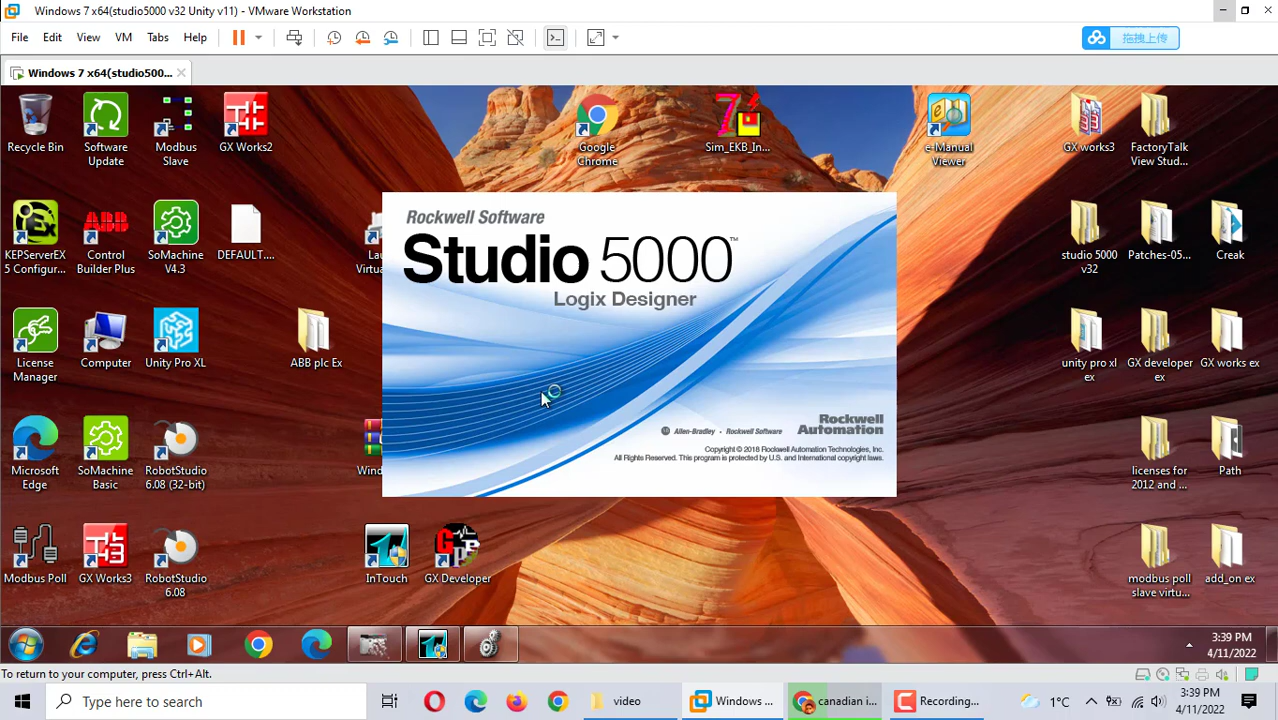 Windows 7 x64(studio5000 v32 Unity v11) - VMware Workstation
File Edit View VM Tabs Help
拖拽上传
Windows 7 x64(studio500...
Recycle Bin
Software
Update
Modbus
Slave
GX Works2
Google
Chrome
Sim_EKB_In...
e-Manual
Viewer
GX works3
FactoryTalk
View Stud...
Rockwell Software
Studio 5000™
Logix Designer
KEPServerEX
5 Configur...
ABB
Control
Builder Plus
SoMachine
V4.3
DEFAULT....
Lau
Virtua
studio 5000
v32
Patches-05...
Creak
License
Manager
Computer
Unity Pro XL
ABB plc Ex
unity pro xl
ex
GX developer
ex
GX works ex
Allen-Bradley • Rockwell Software
Rockwell
Automation
Copyright © 2018 Rockwell Automation Technologies, Inc.
All Rights Reserved. This program is protected by U.S. and International copyright laws.
Microsoft
Edge
SoMachine
Basic
RobotStudio
6.08 (32-bit)
Wind
licenses for
2012 and ...
Path
Modbus Poll
GX Works3
RobotStudio
6.08
InTouch
GX Developer
modbus poll
slave virtu...
add_on ex
3:39 PM
4/11/2022
To return to your computer, press Ctrl+Alt.
Type here to search
video
Windows ...
canadian i...
Recording...
1°C
3:39 PM
4/11/2022